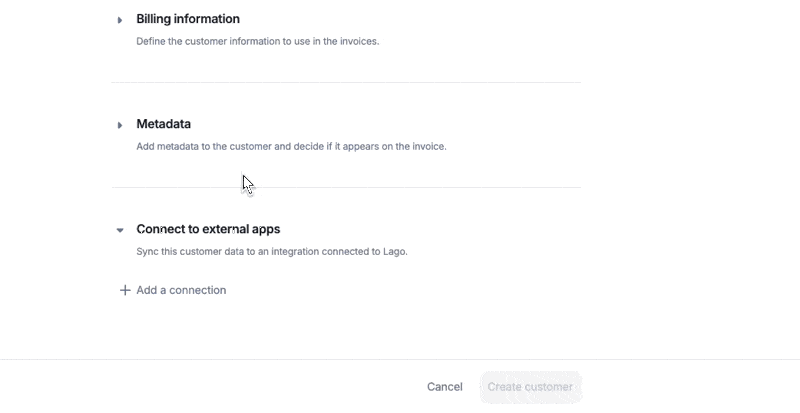 Billing information
Define the customer information to use in the invoices.
Metadata
Add metadata to the customer and decide if it appears on the invoice.
Connect to external apps
Sync this customer data to an integration connected to Lago.
Add a connection
Cancel
Create customer